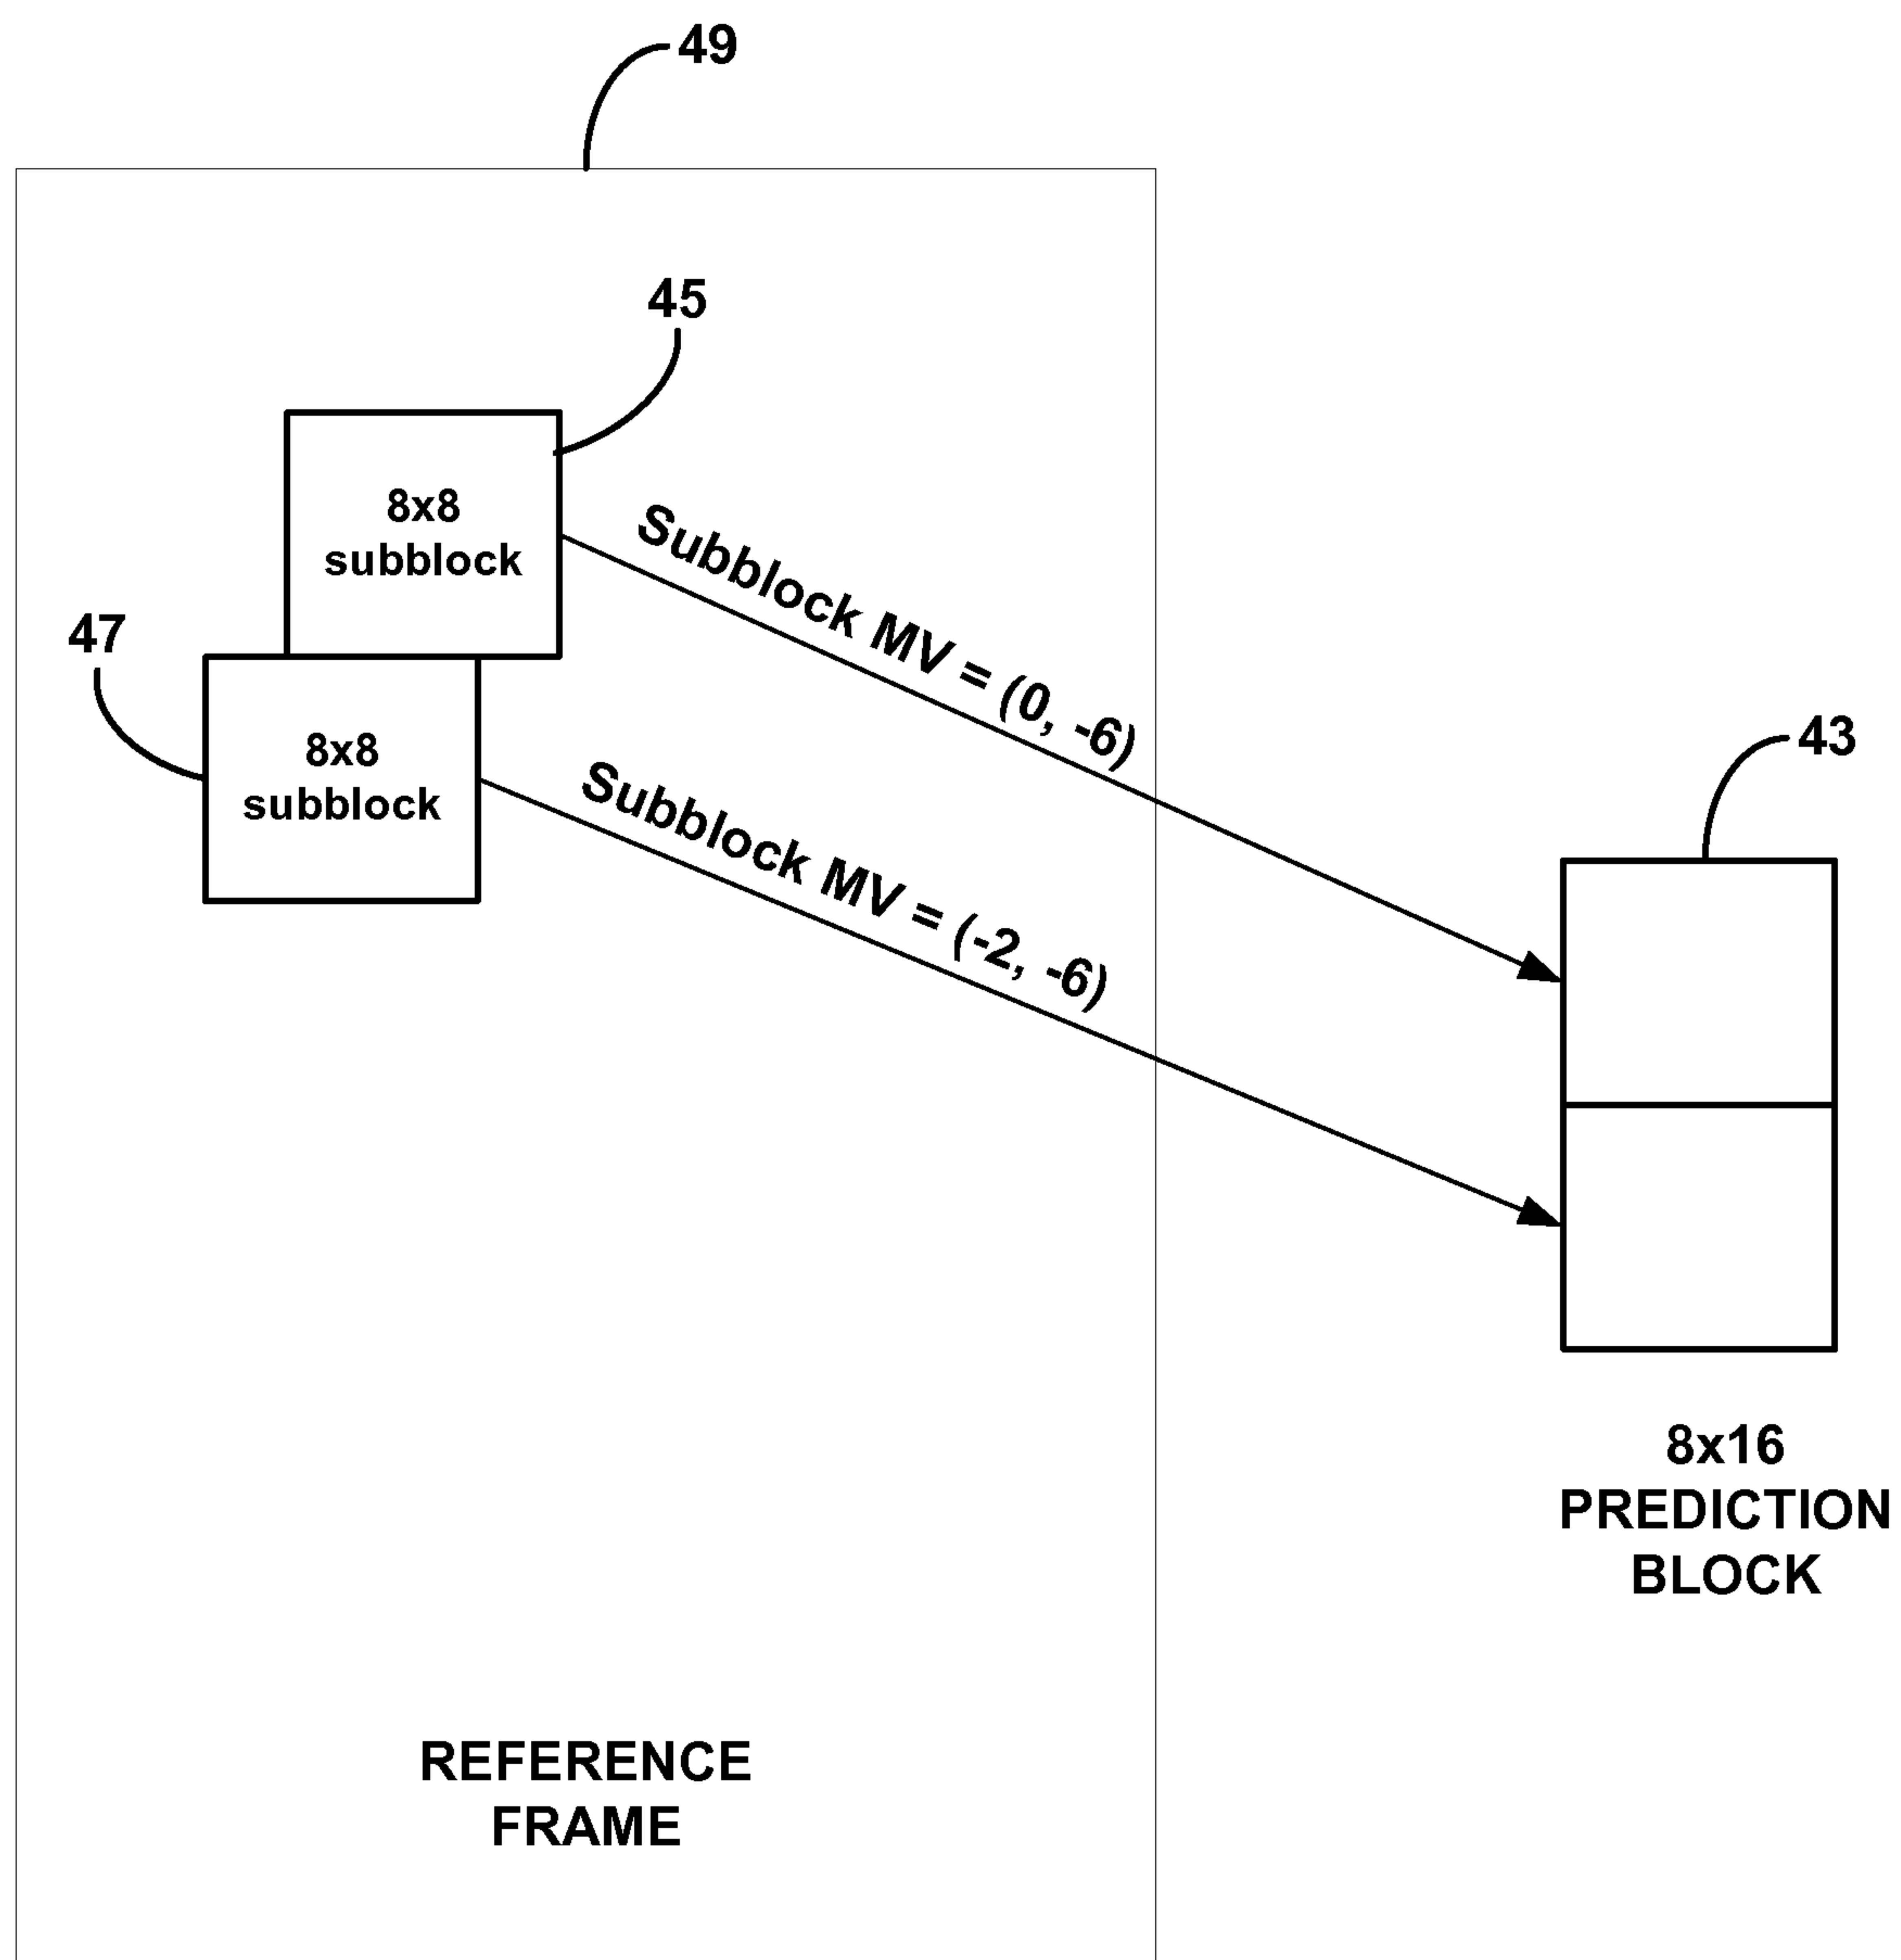 49
45
8x8
subblock
Subblock MV = (0, -6)
47
8x8
subblock
Subblock MV = (-2, -6)
43
8x16
PREDICTION
BLOCK
REFERENCE
FRAME